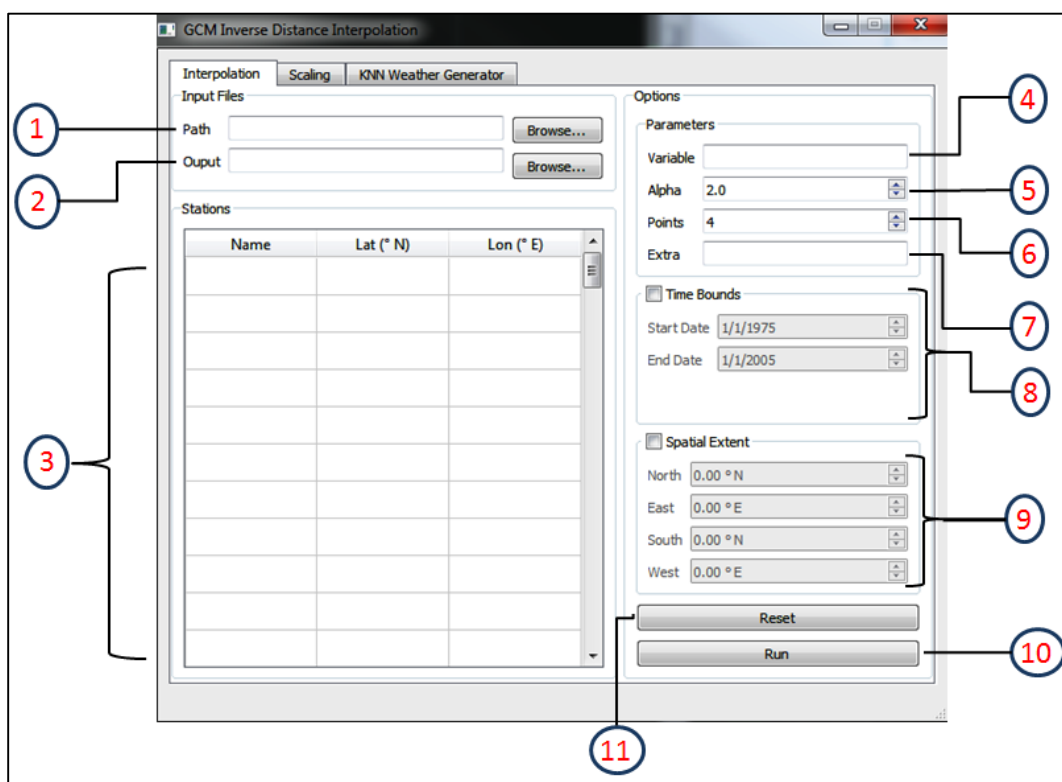 GCM Inverse Distance Interpolation
Interpolation Scaling KNN Weather Generator
Input Files
Path Browse...
Ouput Browse...
Stations
Name Lat (° N) Lon (° E)
Options
Parameters
Variable
Alpha 2.0
Points 4
Extra
Time Bounds
Start Date 1/1/1975
End Date 1/1/2005
Spatial Extent
North 0.00 ° N
East 0.00 ° E
South 0.00 ° N
West 0.00 ° E
Reset
Run
1
2
3
4
5
6
7
8
9
10
11